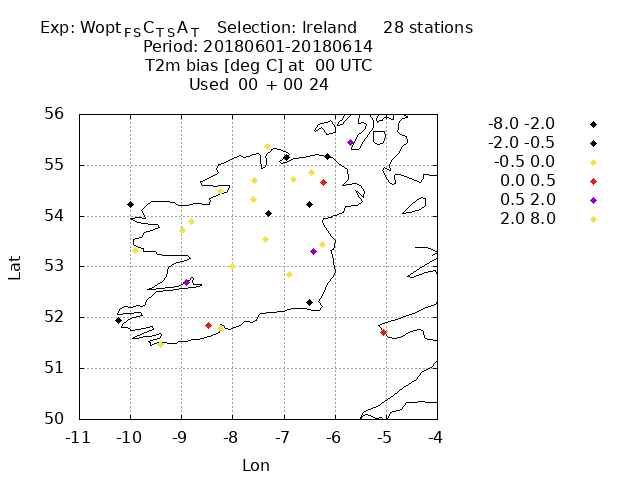 Exp: Wopt_FS C_T S_A T Selection: Ireland 28 stations
Period: 20180601-20180614
T2m bias [deg C] at 00 UTC
Used 00 + 00 24
56
55
54
53
52
51
50
-11 -10 -9 -8 -7 -6 -5 -4
Lat
Lon
-8.0 -2.0
-2.0 -0.5
-0.5 0.0
0.0 0.5
0.5 2.0
2.0 8.0